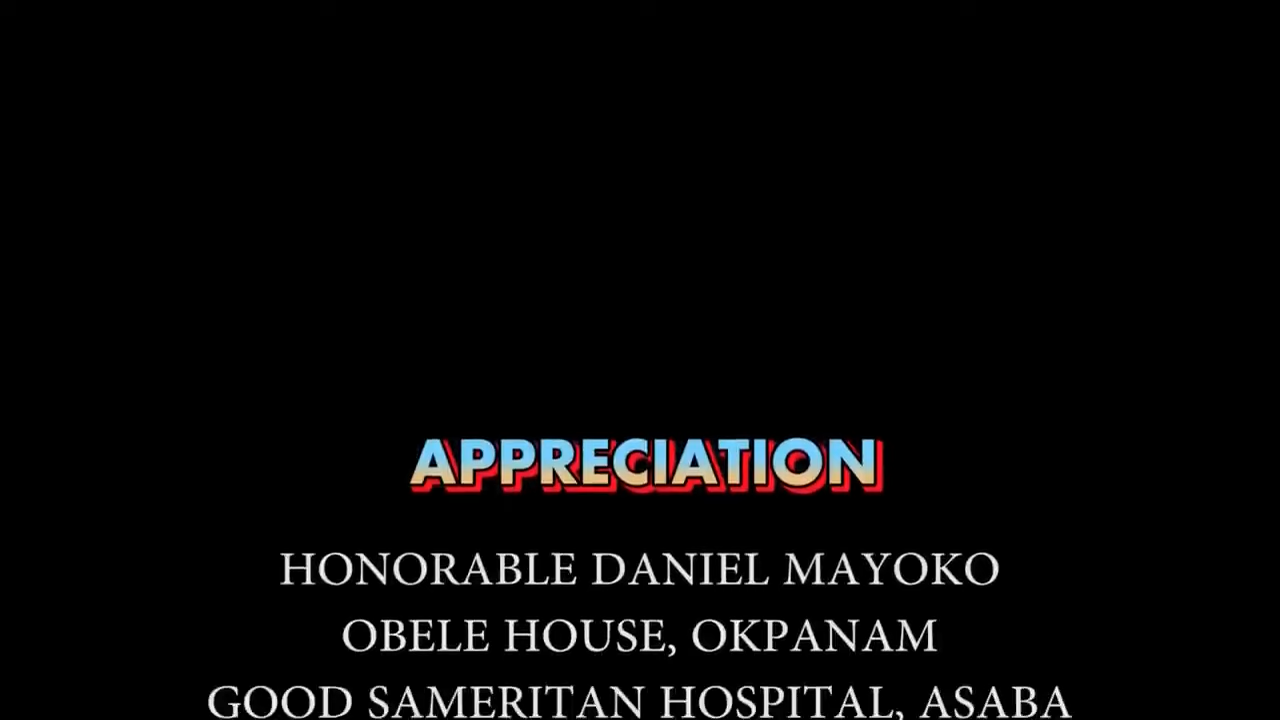 APPRECIATION
HONORABLE DANIEL MAYOKO
OBELE HOUSE, OKPANAM
GOOD SAMERITAN HOSPITAL, ASABA